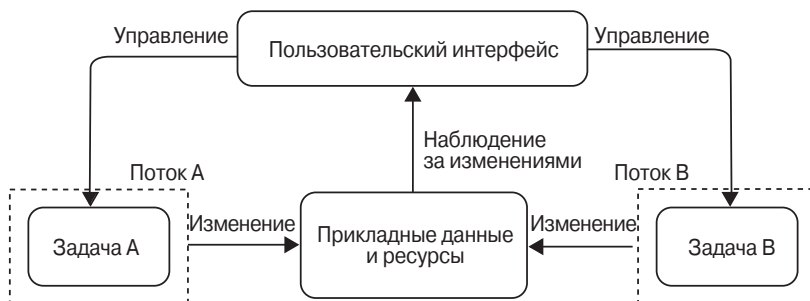 Управление
Пользовательский интерфейс
Управление
Наблюдение
за изменениями
Поток A
Поток B
Задача A
Изменение
Прикладные данные
и ресурсы
Изменение
Задача B